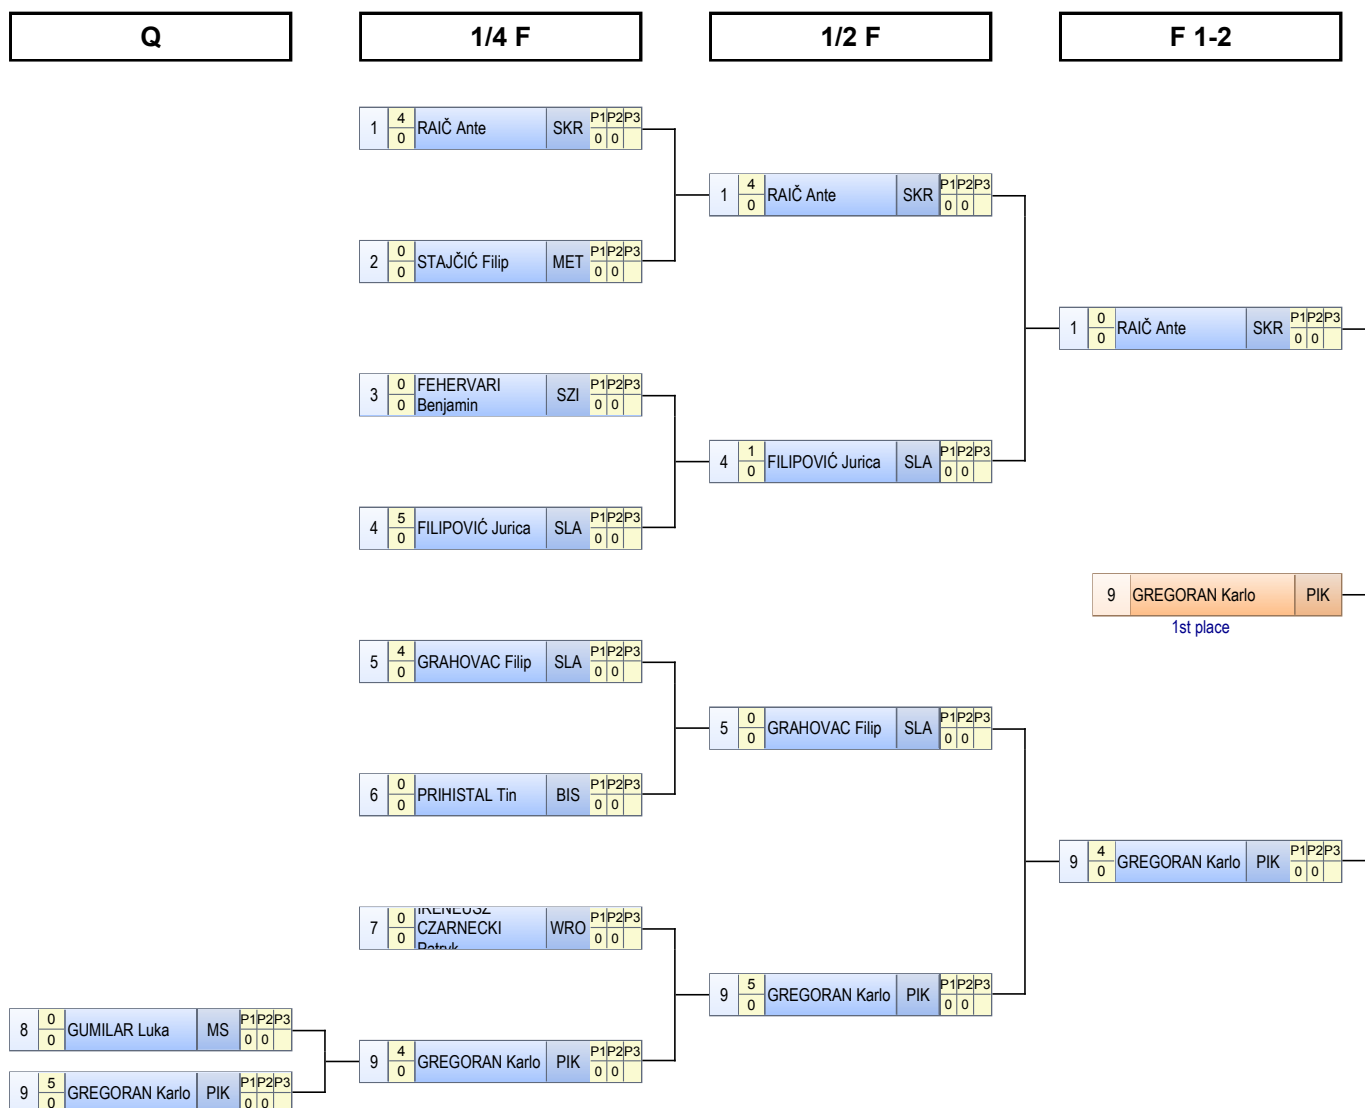 Q 1/4 F 1/2 F F 1-2
1 4 0 RAIČ Ante SKR P1 P2 P3 0 0
1 4 0 RAIČ Ante SKR P1 P2 P3 0 0
2 0 0 STAJČIĆ Filip MET P1 P2 P3 0 0
1 0 0 RAIČ Ante SKR P1 P2 P3 0 0
3 0 0 FEHERVARI
Benjamin SZI P1 P2 P3 0 0
4 1 0 FILIPOVIĆ Jurica SLA P1 P2 P3 0 0
4 5 0 FILIPOVIĆ Jurica SLA P1 P2 P3 0 0
9 GREGORAN Karlo PIK
1st place
5 4 0 GRAHOVAC Filip SLA P1 P2 P3 0 0
5 0 0 GRAHOVAC Filip SLA P1 P2 P3 0 0
6 0 0 PRIHISTAL Tin BIS P1 P2 P3 0 0
9 4 0 GREGORAN Karlo PIK P1 P2 P3 0 0
7 0 0 IRENEUSZ
CZARNECKI
Patryk WRO P1 P2 P3 0 0
9 5 0 GREGORAN Karlo PIK P1 P2 P3 0 0
8 0 0 GUMILAR Luka MS P1 P2 P3 0 0
9 4 0 GREGORAN Karlo PIK P1 P2 P3 0 0
9 5 0 GREGORAN Karlo PIK P1 P2 P3 0 0